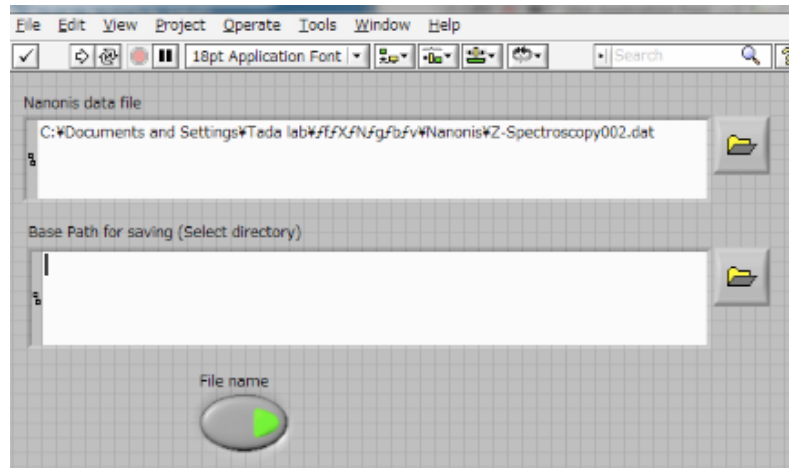 File Edit View Project Operate Tools Window Help
18pt Application Font Search
Nanonis data file
C:¥Documents and Settings¥Tada lab¥ƒfƒXƒNƒgƒbƒv¥Nanonis¥Z-Spectroscopy002.dat
Base Path for saving (Select directory)
File name